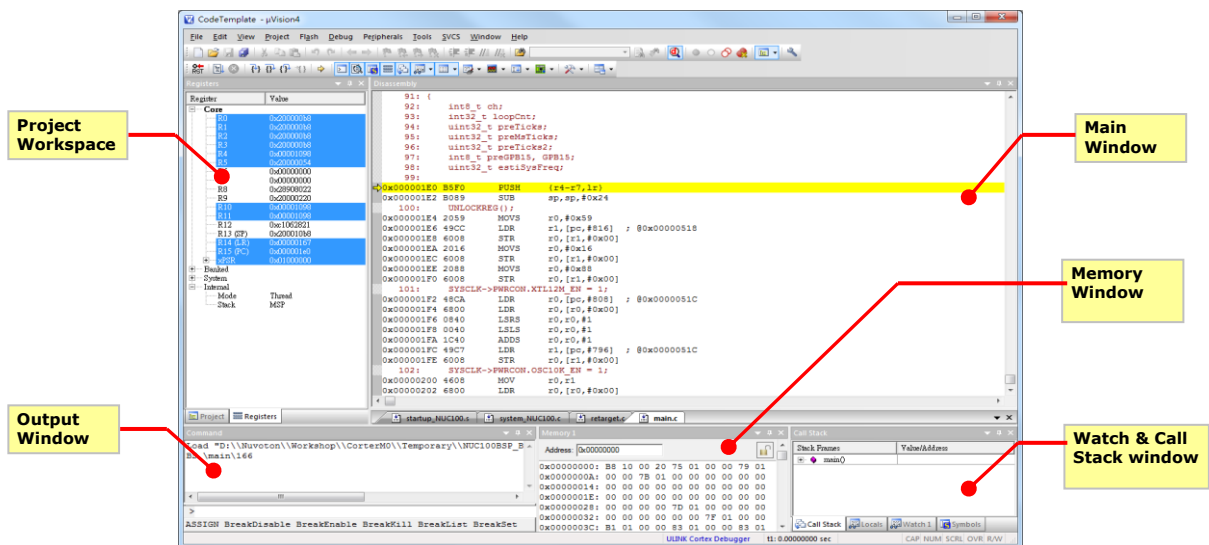 CodeTemplate - µVision4
File Edit View Project Flash Debug Peripherals Tools SVCS Window Help
Registers
Register Value
Core
R0 0x200000b8
R1 0x200000b8
R2 0x200000b8
R3 0x200000b8
R4 0x00001098
R5 0x20000054
0x00000000
0x00000000
R8 0x28908022
R9 0x20000220
R10 0x00001098
R11 0x00001098
R12 0xc1062821
R13 (SP) 0x200010b8
R14 (LR) 0x00000167
R15 (PC) 0x000001e0
xPSR 0x01000000
Banked
System
Internal
Mode Thread
Stack MSP
Project Registers
Disassembly
91: {
92: int8_t ch;
93: int32_t loopCnt;
94: uint32_t preTicks;
95: uint32_t preMsTicks;
96: uint32_t preTicks2;
97: int8_t preGPB15, GPB15;
98: uint32_t estiSysFreq;
99:
0x000001E0 B5F0 PUSH {r4-r7,lr}
0x000001E2 B089 SUB sp,sp,#0x24
100: UNLOCKREG();
0x000001E4 2059 MOVS r0,#0x59
0x000001E6 49CC LDR r1,[pc,#816] ; @0x00000518
0x000001E8 6008 STR r0,[r1,#0x00]
0x000001EA 2016 MOVS r0,#0x16
0x000001EC 6008 STR r0,[r1,#0x00]
0x000001EE 2088 MOVS r0,#0x88
0x000001F0 6008 STR r0,[r1,#0x00]
101: SYSCLK->PWRCON.XTL12M_EN = 1;
0x000001F2 48CA LDR r0,[pc,#808] ; @0x0000051C
0x000001F4 6800 LDR r0,[r0,#0x00]
0x000001F6 0840 LSRS r0,r0,#1
0x000001F8 0040 LSLS r0,r0,#1
0x000001FA 1C40 ADDS r0,r0,#1
0x000001FC 49C7 LDR r1,[pc,#796] ; @0x0000051C
0x000001FE 6008 STR r0,[r1,#0x00]
102: SYSCLK->PWRCON.OSC10K_EN = 1;
0x00000200 4608 MOV r0,r1
0x00000202 6800 LDR r0,[r0,#0x00]
startup_NUC100.s system_NUC100.c retarget.c main.c
Command
Load "D:\\Nuvoton\\Workshop\\CorterM0\\Temporary\\NUC100BSP_B
\main\166
>
ASSIGN BreakDisable BreakEnable BreakKill BreakList BreakSet
Memory 1
Address: 0x00000000
0x00000000: B8 10 00 20 75 01 00 00 79 01
0x0000000A: 00 00 7B 01 00 00 00 00 00 00
0x00000014: 00 00 00 00 00 00 00 00 00 00
0x0000001E: 00 00 00 00 00 00 00 00 00 00
0x00000028: 00 00 00 00 7D 01 00 00 00 00
0x00000032: 00 00 00 00 00 00 7F 01 00 00
0x0000003C: B1 01 00 00 83 01 00 00 83 01
Call Stack
Stack Frames Value/Address
main()
Call Stack Locals Watch 1 Symbols
ULINK Cortex Debugger t1: 0.00000000 sec CAP NUM SCRL OVR R/W
Project
Workspace
Output
Window
Main
Window
Memory
Window
Watch & Call
Stack window